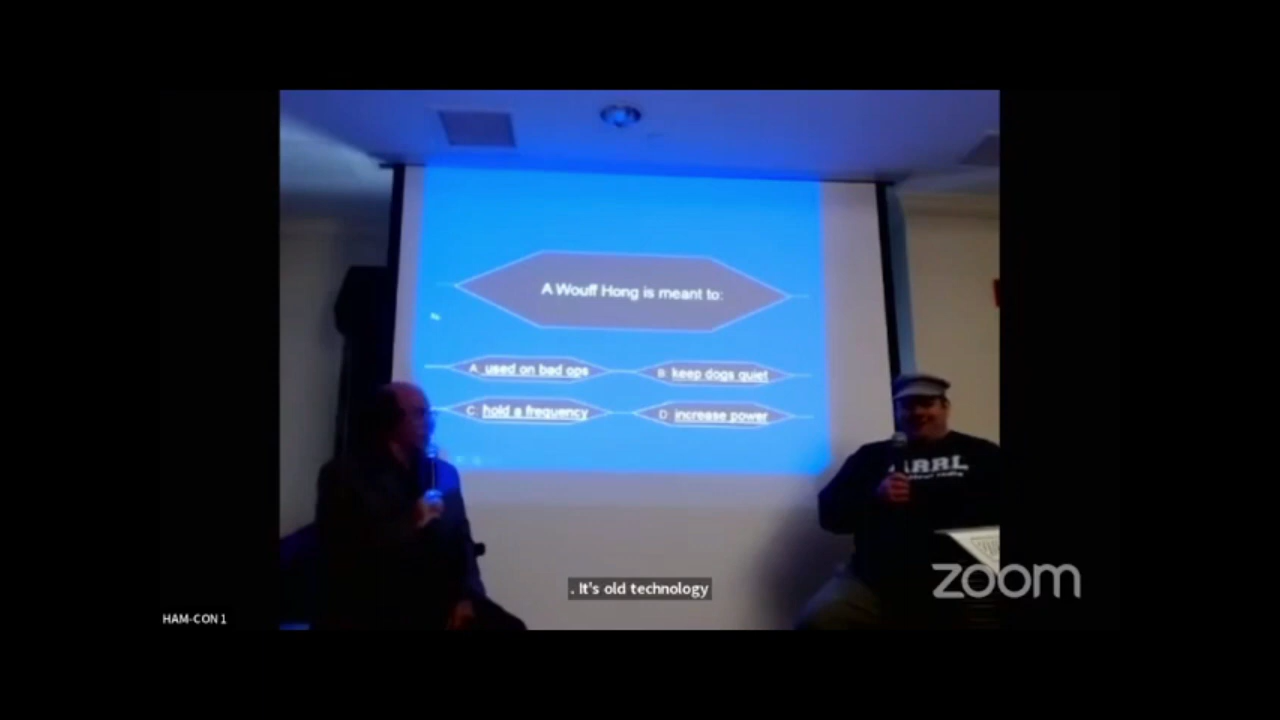 A Wouff Hong is meant to:
A used on bad ops
B keep dogs quiet
C hold a frequency
D increase power
ARRL
. It's old technology
zoom
HAM-CON 1